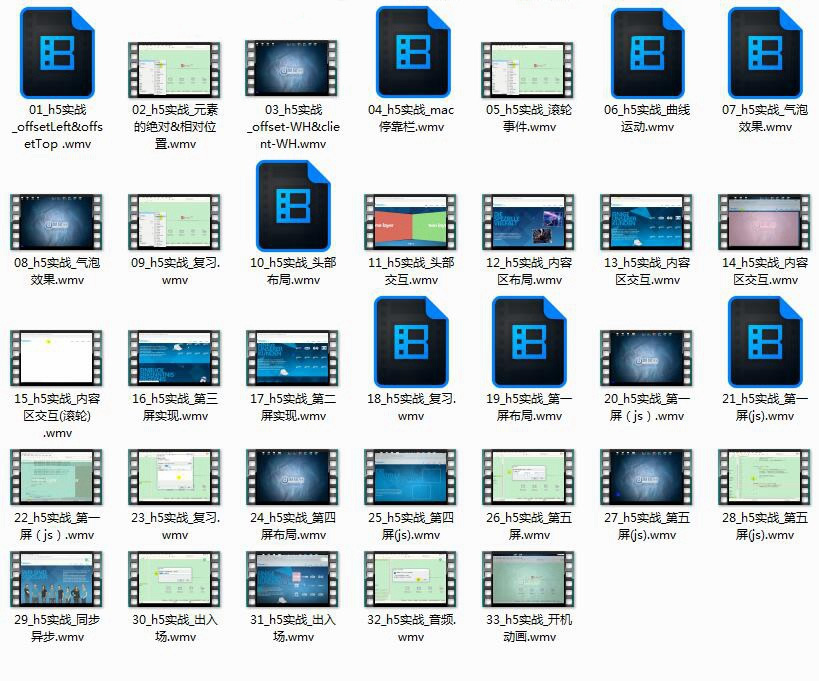 01_h5实战
_offsetLeft&offs
etTop .wmv
02_h5实战_元素
的绝对&相对位
置.wmv
03_h5实战
_offset-WH&clie
nt-WH.wmv
04_h5实战_mac
停靠栏.wmv
05_h5实战_滚轮
事件.wmv
06_h5实战_曲线
运动.wmv
07_h5实战_气泡
效果.wmv
08_h5实战_气泡
效果.wmv
09_h5实战_复习.
wmv
10_h5实战_头部
布局.wmv
11_h5实战_头部
交互.wmv
12_h5实战_内容
区布局.wmv
13_h5实战_内容
区交互.wmv
14_h5实战_内容
区交互.wmv
15_h5实战_内容
区交互(滚轮)
.wmv
16_h5实战_第三
屏实现.wmv
17_h5实战_第二
屏实现.wmv
18_h5实战_复习.
wmv
19_h5实战_第一
屏布局.wmv
20_h5实战_第一
屏（js）.wmv
21_h5实战_第一
屏(js).wmv
22_h5实战_第一
屏（js）.wmv
23_h5实战_复习.
wmv
24_h5实战_第四
屏布局.wmv
25_h5实战_第四
屏(js).wmv
26_h5实战_第五
屏.wmv
27_h5实战_第五
屏(js).wmv
28_h5实战_第五
屏(js).wmv
29_h5实战_同步
异步.wmv
30_h5实战_出入
场.wmv
31_h5实战_出入
场.wmv
32_h5实战_音频.
wmv
33_h5实战_开机
动画.wmv